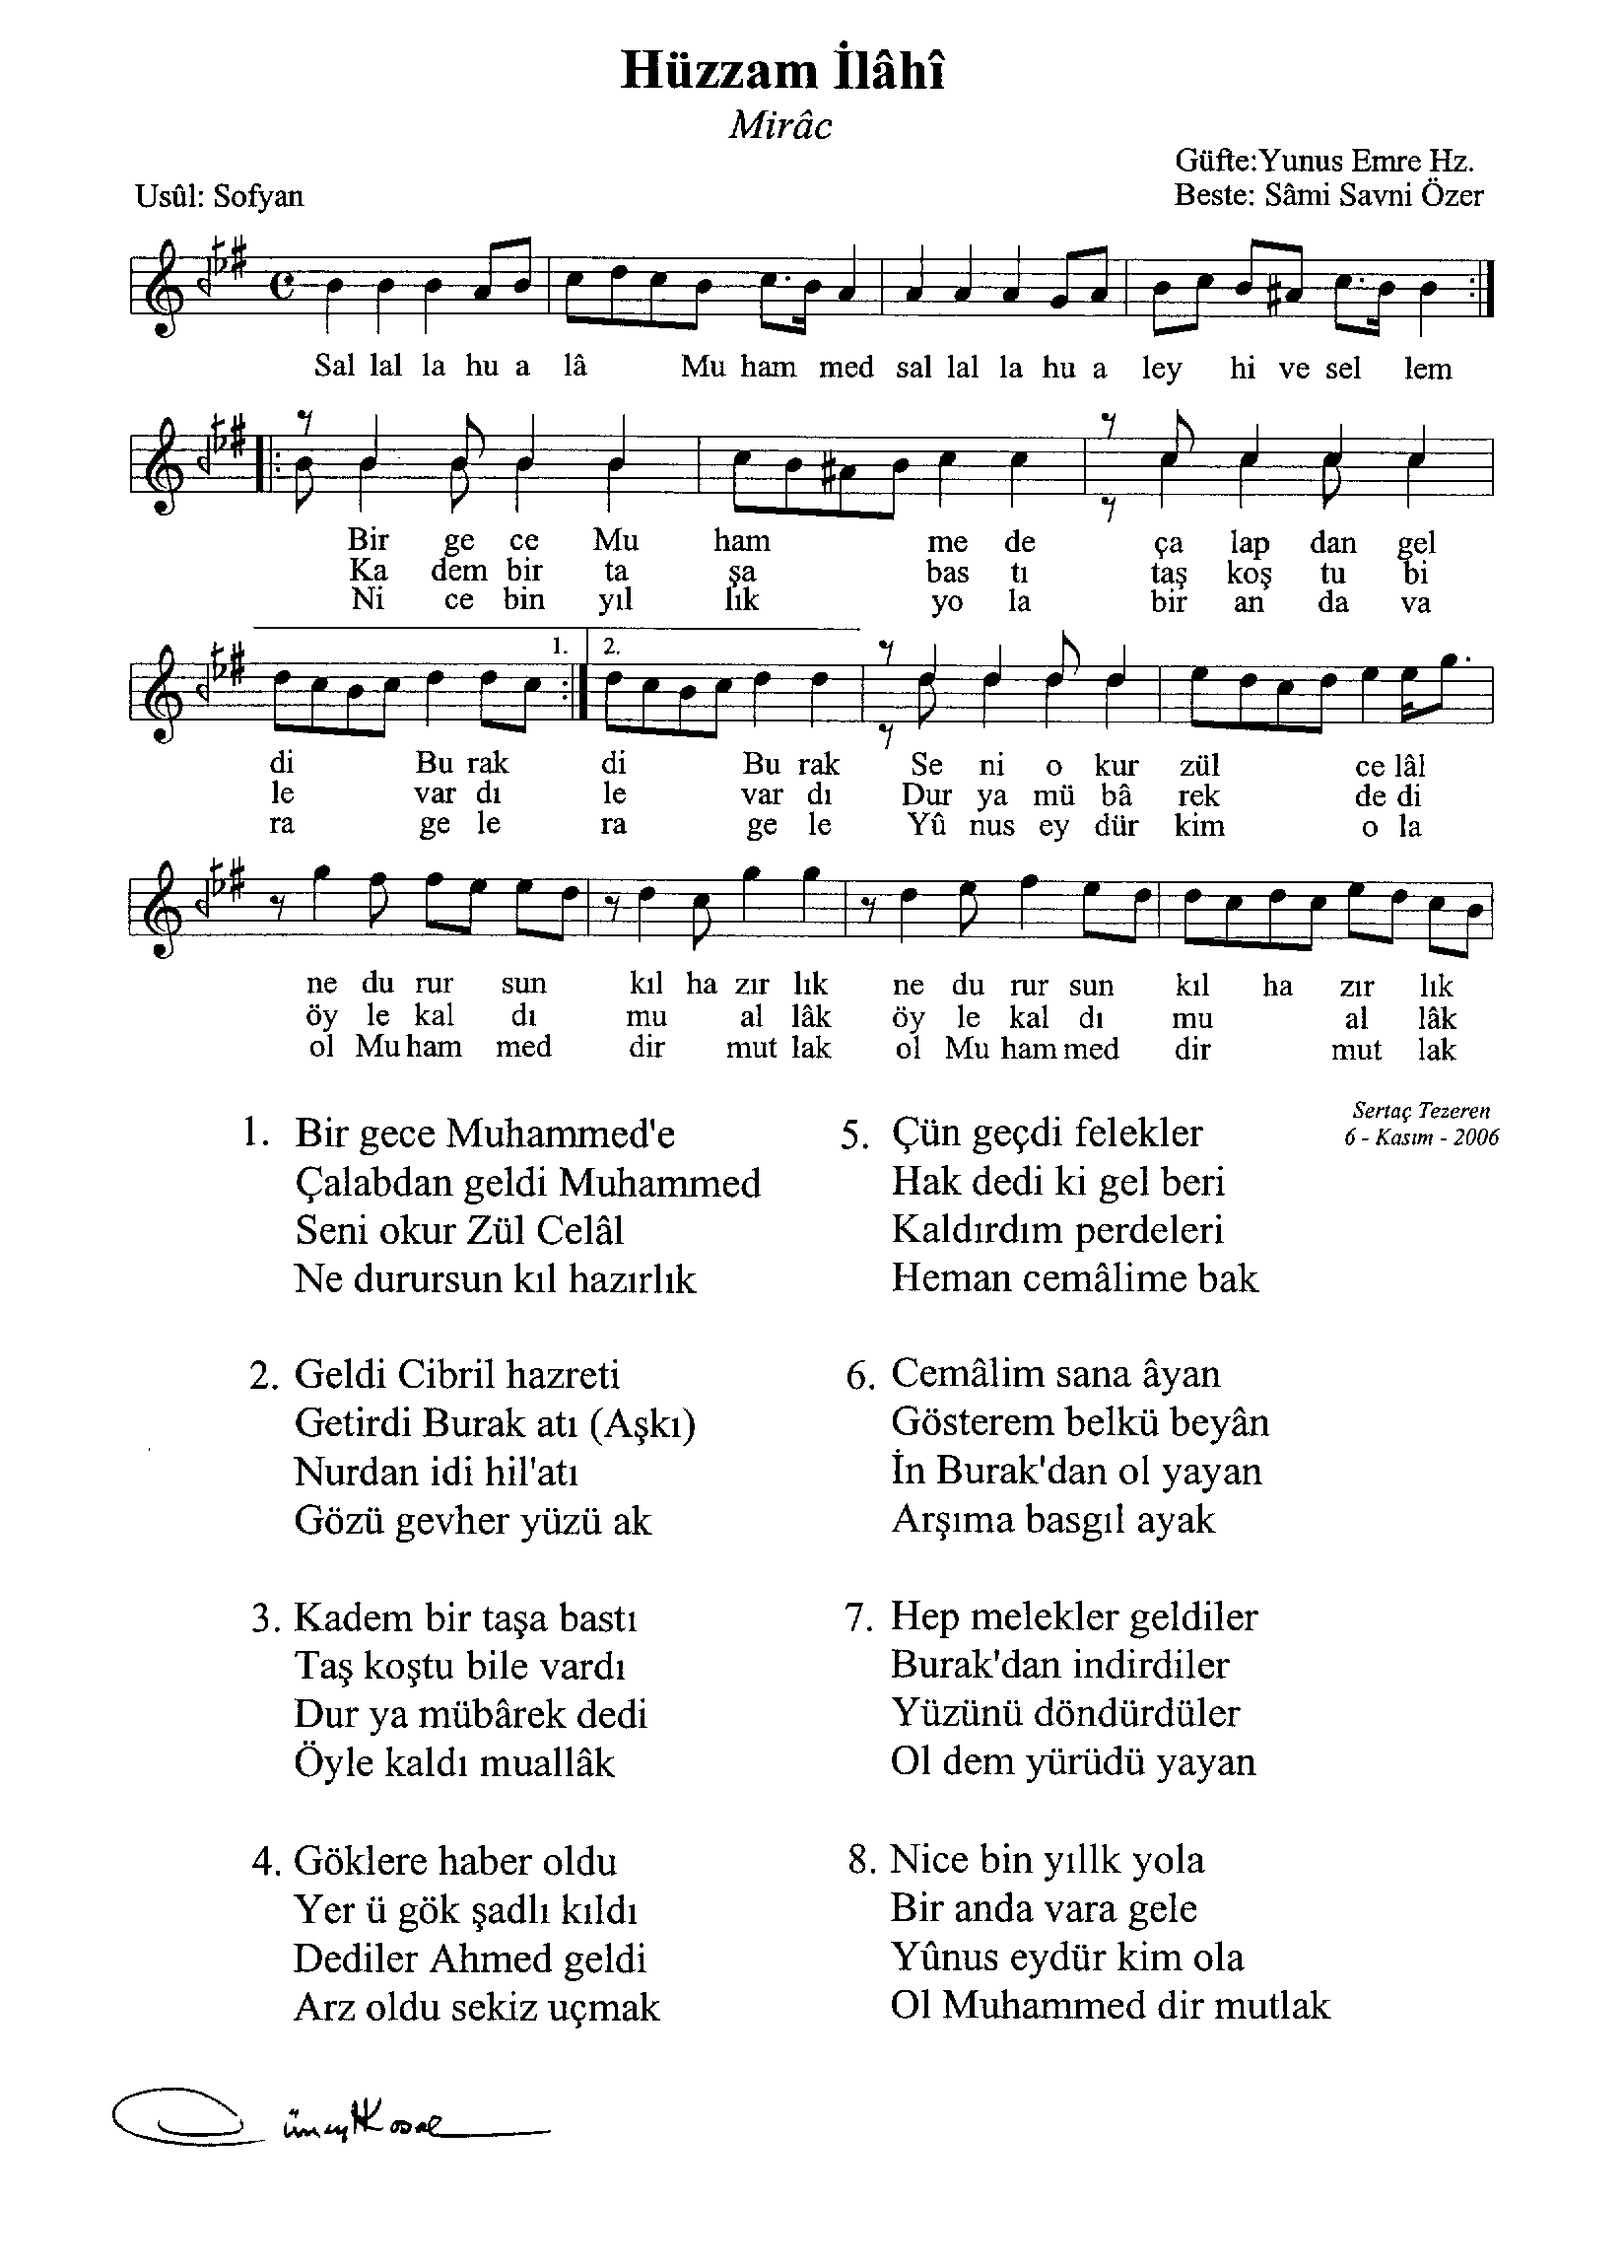 Hüzzam İlâhî
Mirâc
Güfte:Yunus Emre Hz.
Usûl: Sofyan
Beste: Sâmi Savni Özer
Sal lal la hu a lâ Mu ham med sal lal la hu a ley hi ve sel lem
Bir ge ce Mu ham me de ça lap dan gel
Ka dem bir ta şa bas tı taş koş tu bi
Ni ce bin yıl lık yo la bir an da va
1. 2.
di Bu rak di Bu rak Se ni o kur zül ce lâl
le var dı le var dı Dur ya mü bâ rek de di
ra ge le ra ge le Yû nus ey dür kim o la
ne du rur sun kıl ha zır lık ne du rur sun kıl ha zır lık
öy le kal dı mu al lâk öy le kal dı mu al lâk
ol Mu ham med dir mut lak ol Mu ham med dir mut lak
Sertaç Tezeren
6 - Kasım - 2006
1. Bir gece Muhammed'e
Çalabdan geldi Muhammed
Seni okur Zül Celâl
Ne durursun kıl hazırlık
2. Geldi Cibril hazreti
Getirdi Burak atı (Aşkı)
Nurdan idi hil'atı
Gözü gevher yüzü ak
3. Kadem bir taşa bastı
Taş koştu bile vardı
Dur ya mübârek dedi
Öyle kaldı muallâk
4. Göklere haber oldu
Yer ü gök şadlı kıldı
Dediler Ahmed geldi
Arz oldu sekiz uçmak
5. Çün geçdi felekler
Hak dedi ki gel beri
Kaldırdım perdeleri
Heman cemâlime bak
6. Cemâlim sana âyan
Gösterem belkü beyân
İn Burak'dan ol yayan
Arşıma basgıl ayak
7. Hep melekler geldiler
Burak'dan indirdiler
Yüzünü döndürdüler
Ol dem yürüdü yayan
8. Nice bin yıllk yola
Bir anda vara gele
Yûnus eydür kim ola
Ol Muhammed dir mutlak